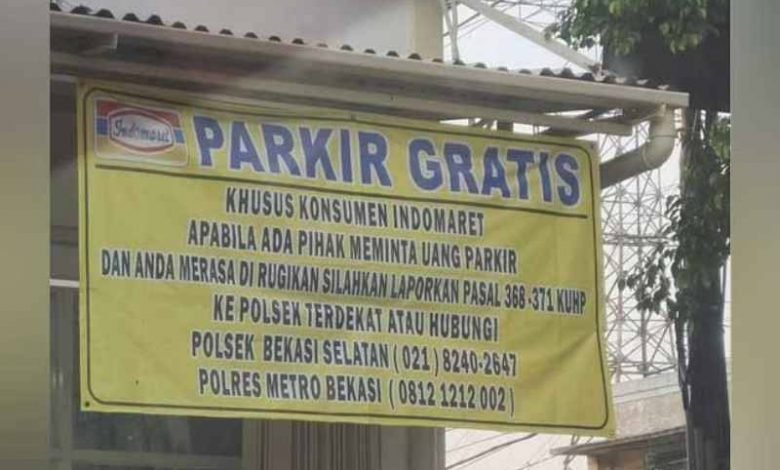 Indomaret
PARKIR GRATIS
KHUSUS KONSUMEN INDOMARET
APABILA ADA PIHAK MEMINTA UANG PARKIR
DAN ANDA MERASA DI RUGIKAN SILAHKAN LAPORKAN PASAL 368-371 KUHP
KE POLSEK TERDEKAT ATAU HUBUNGI
POLSEK BEKASI SELATAN ( 021 ) 8240-2647
POLRES METRO BEKASI ( 0812 1212 002 )